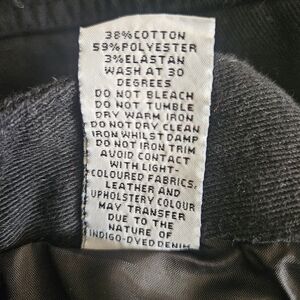 38%COTTON
59%POLYESTER
3%ELASTAN
WASH AT 30
DEGREES
DO NOT BLEACH
DO NOT TUMBLE
DRY WARM IRON
DO NOT DRY CLEAN
IRON WHILST DAMP
DO NOT IRON TRIM
AVOID CONTACT
WITH LIGHT-
COLOURED FABRICS.
LEATHER AND
UPHOLSTERY COLOUR
MAY TRANSFER
DUE TO THE
NATURE OF
INDIGO-DYED DENIM